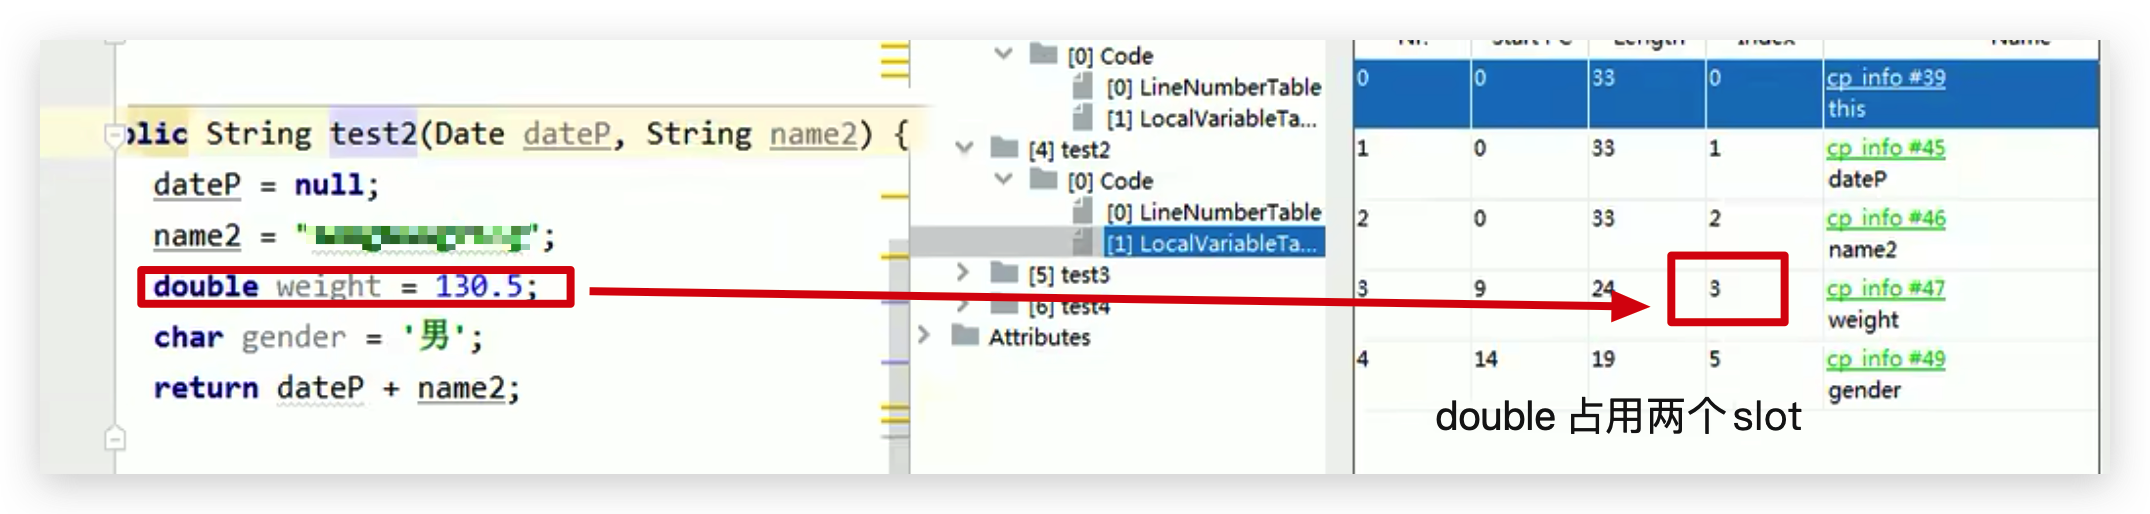 blic String test2(Date dateP, String name2) {
dateP = null;
name2 = "";
double weight = 130.5;
char gender = '男';
return dateP + name2;
[0] Code
[0] LineNumberTable
[1] LocalVariableTa...
[4] test2
[0] Code
[0] LineNumberTable
[1] LocalVariableTa...
[5] test3
[6] test4
Attributes
Nr. Start PC Length Index Name
0 0 33 0 cp info #39
this
1 0 33 1 cp info #45
dateP
2 0 33 2 cp info #46
name2
3 9 24 3 cp info #47
weight
4 14 19 5 cp info #49
gender
double 占用两个slot